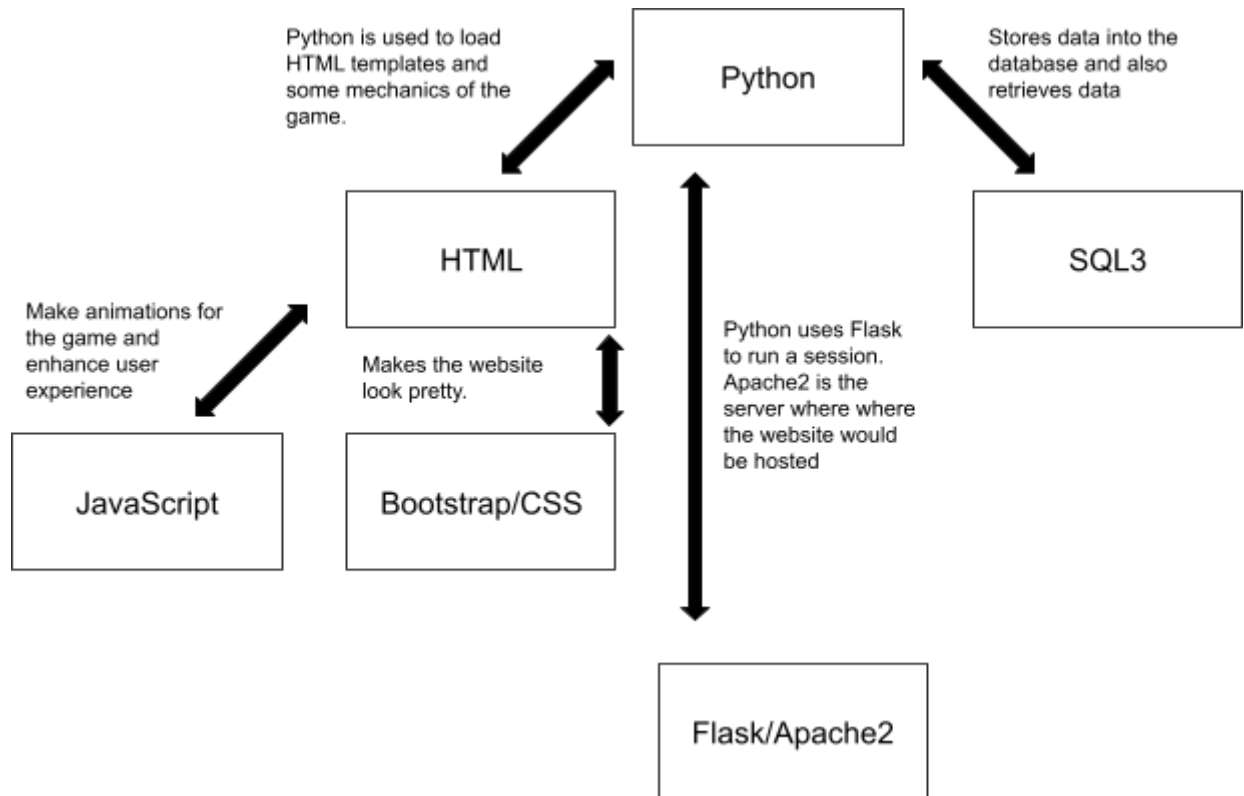 Python is used to load
HTML templates and
some mechanics of the
game.
Python
Stores data into the
database and also
retrieves data
HTML
SQL3
Make animations for
the game and
enhance user
experience
Makes the website
look pretty.
Python uses Flask
to run a session.
Apache2 is the
server where where
the website would
be hosted
JavaScript
Bootstrap/CSS
Flask/Apache2